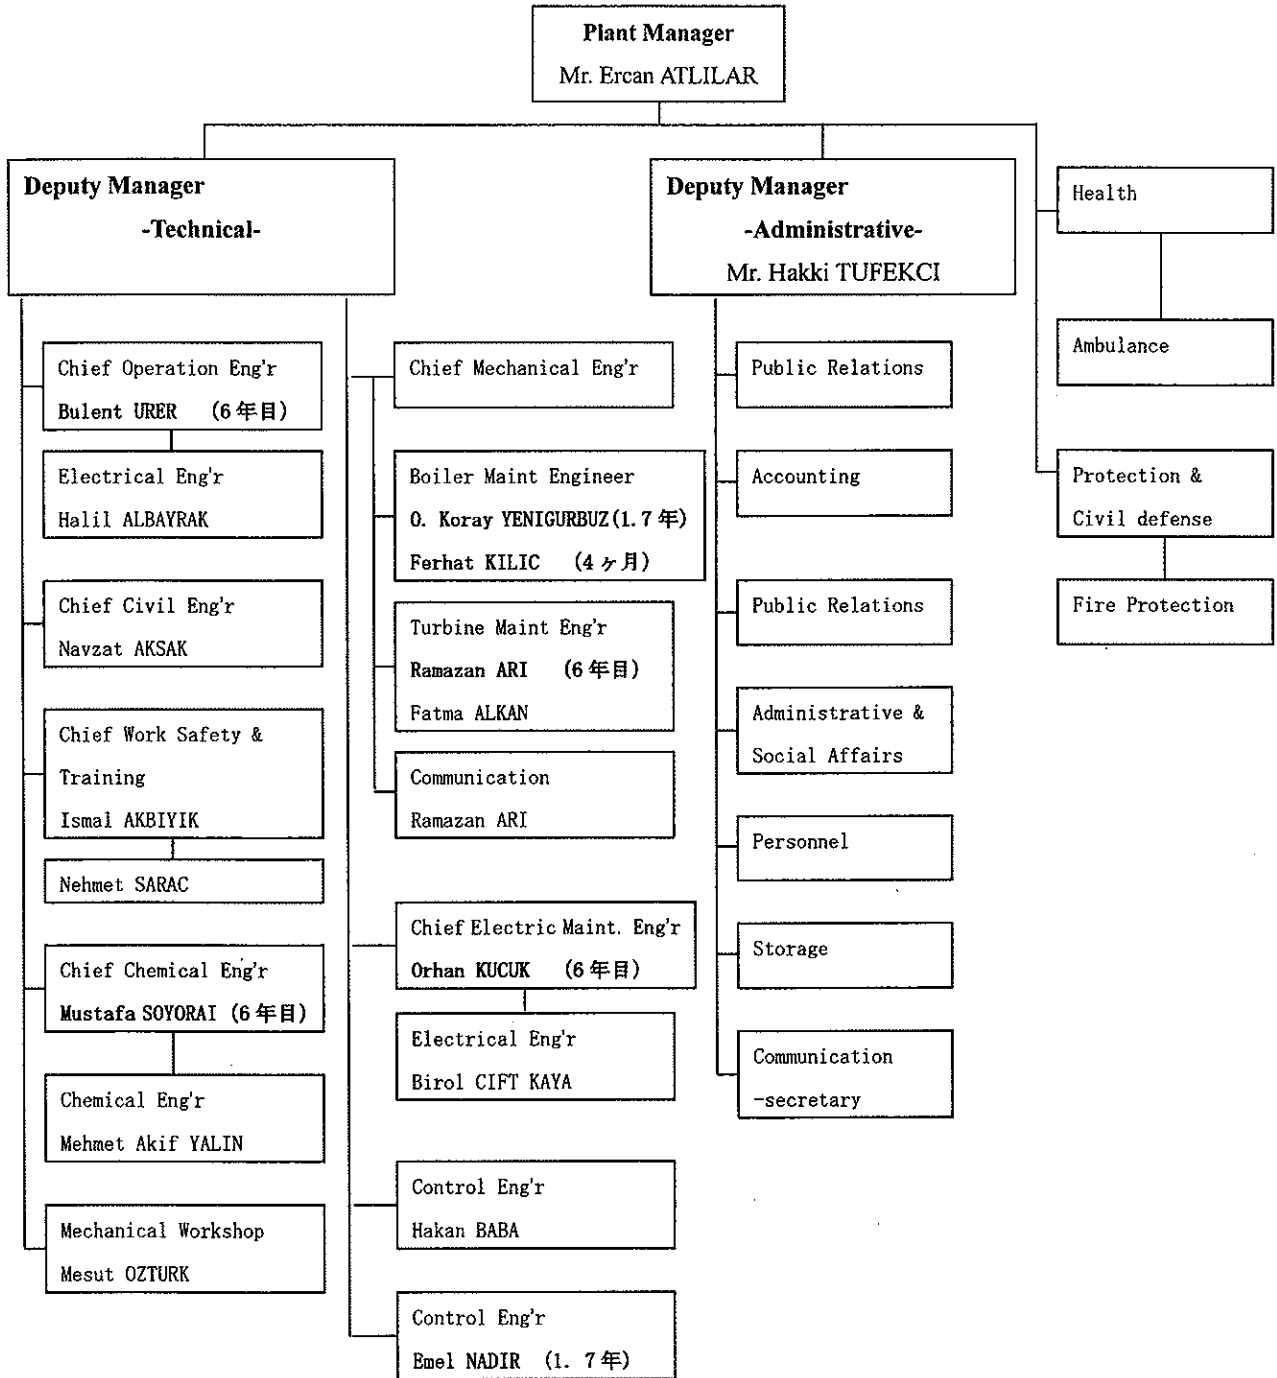 Plant Manager
Mr. Ercan ATLILAR
Deputy Manager
-Technical-
Deputy Manager
-Administrative-
Mr. Hakki TUFEKCI
Health
Ambulance
Protection &
Civil defense
Fire Protection
Chief Operation Eng'r
Bulent URER (6年目)
Electrical Eng'r
Halil ALBAYRAK
Chief Civil Eng'r
Navzat AKSAK
Chief Work Safety &
Training
Ismal AKBIYIK
Nehmet SARAC
Chief Chemical Eng'r
Mustafa SOYORAI (6年目)
Chemical Eng'r
Mehmet Akif YALIN
Mechanical Workshop
Mesut OZTURK
Chief Mechanical Eng'r
Boiler Maint Engineer
O. Koray YENIGURBUZ(1.7年)
Ferhat KILIC (4ヶ月)
Turbine Maint Eng'r
Ramazan ARI (6年目)
Fatma ALKAN
Communication
Ramazan ARI
Chief Electric Maint. Eng'r
Orhan KUCUK (6年目)
Electrical Eng'r
Birol CIFT KAYA
Control Eng'r
Hakan BABA
Control Eng'r
Emel NADIR (1. 7年)
Public Relations
Accounting
Public Relations
Administrative &
Social Affairs
Personnel
Storage
Communication
-secretary